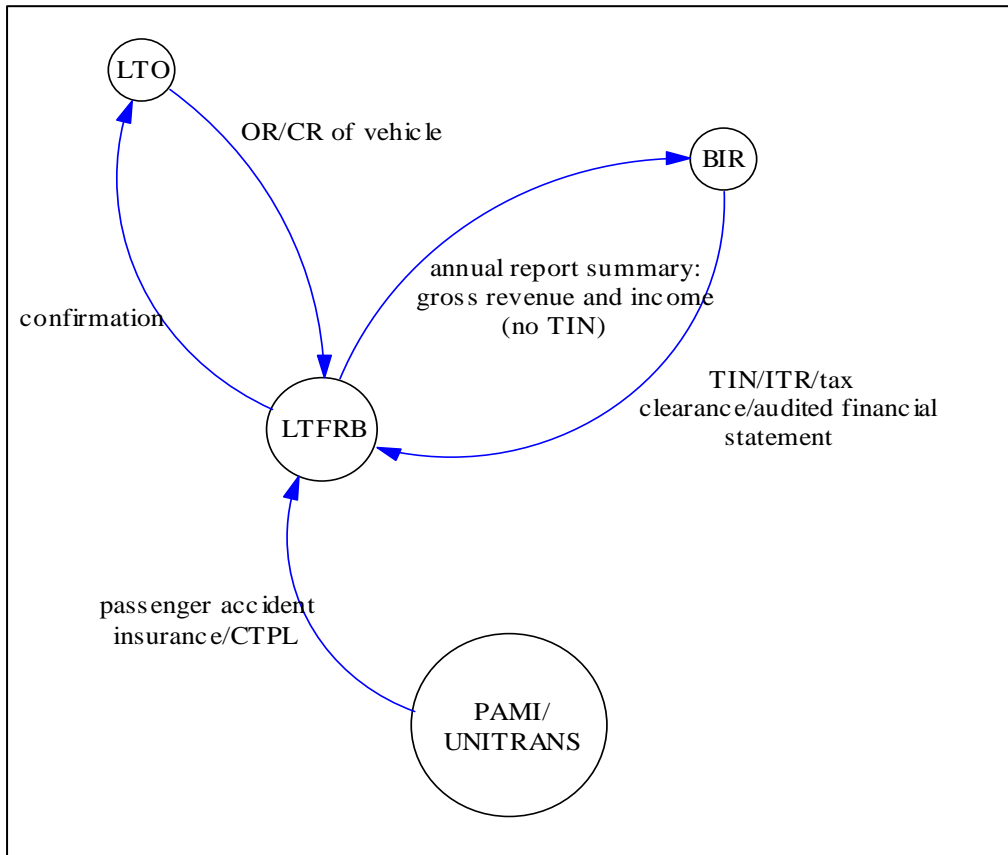 LTO
OR/CR of vehicle
BIR
annual report summary:
gross revenue and income
(no TIN)
confirmation
TIN/ITR/tax
clearance/audited financial
statement
LTFRB
passenger accident
insurance/CTPL
PAMI/
UNITRANS